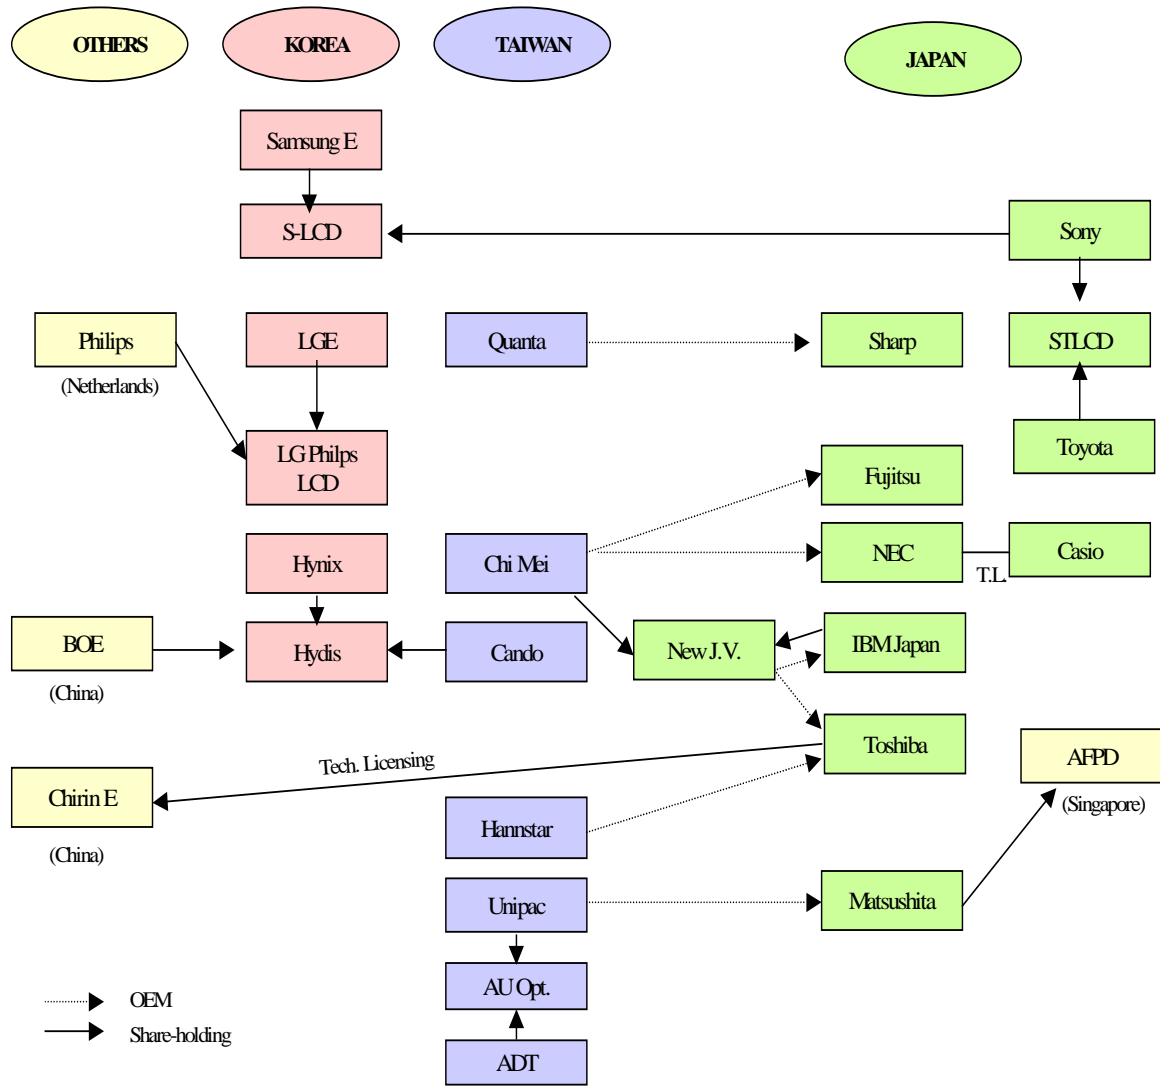 OTHERS
KOREA
TAIWAN
JAPAN
Samsung E
S-LCD
Sony
Philips
(Netherlands)
LGE
Quanta
Sharp
STLCD
LG Philps
LCD
Toyota
Fujitsu
Hynix
Chi Mei
NEC
T.L.
Casio
BOE
(China)
Hydis
Cando
New J.V.
IBM Japan
Toshiba
AFPD
(Singapore)
Tech. Licensing
Chirin E
(China)
Hannstar
Unipac
Matsushita
AU Opt.
ADT
OEM
Share-holding